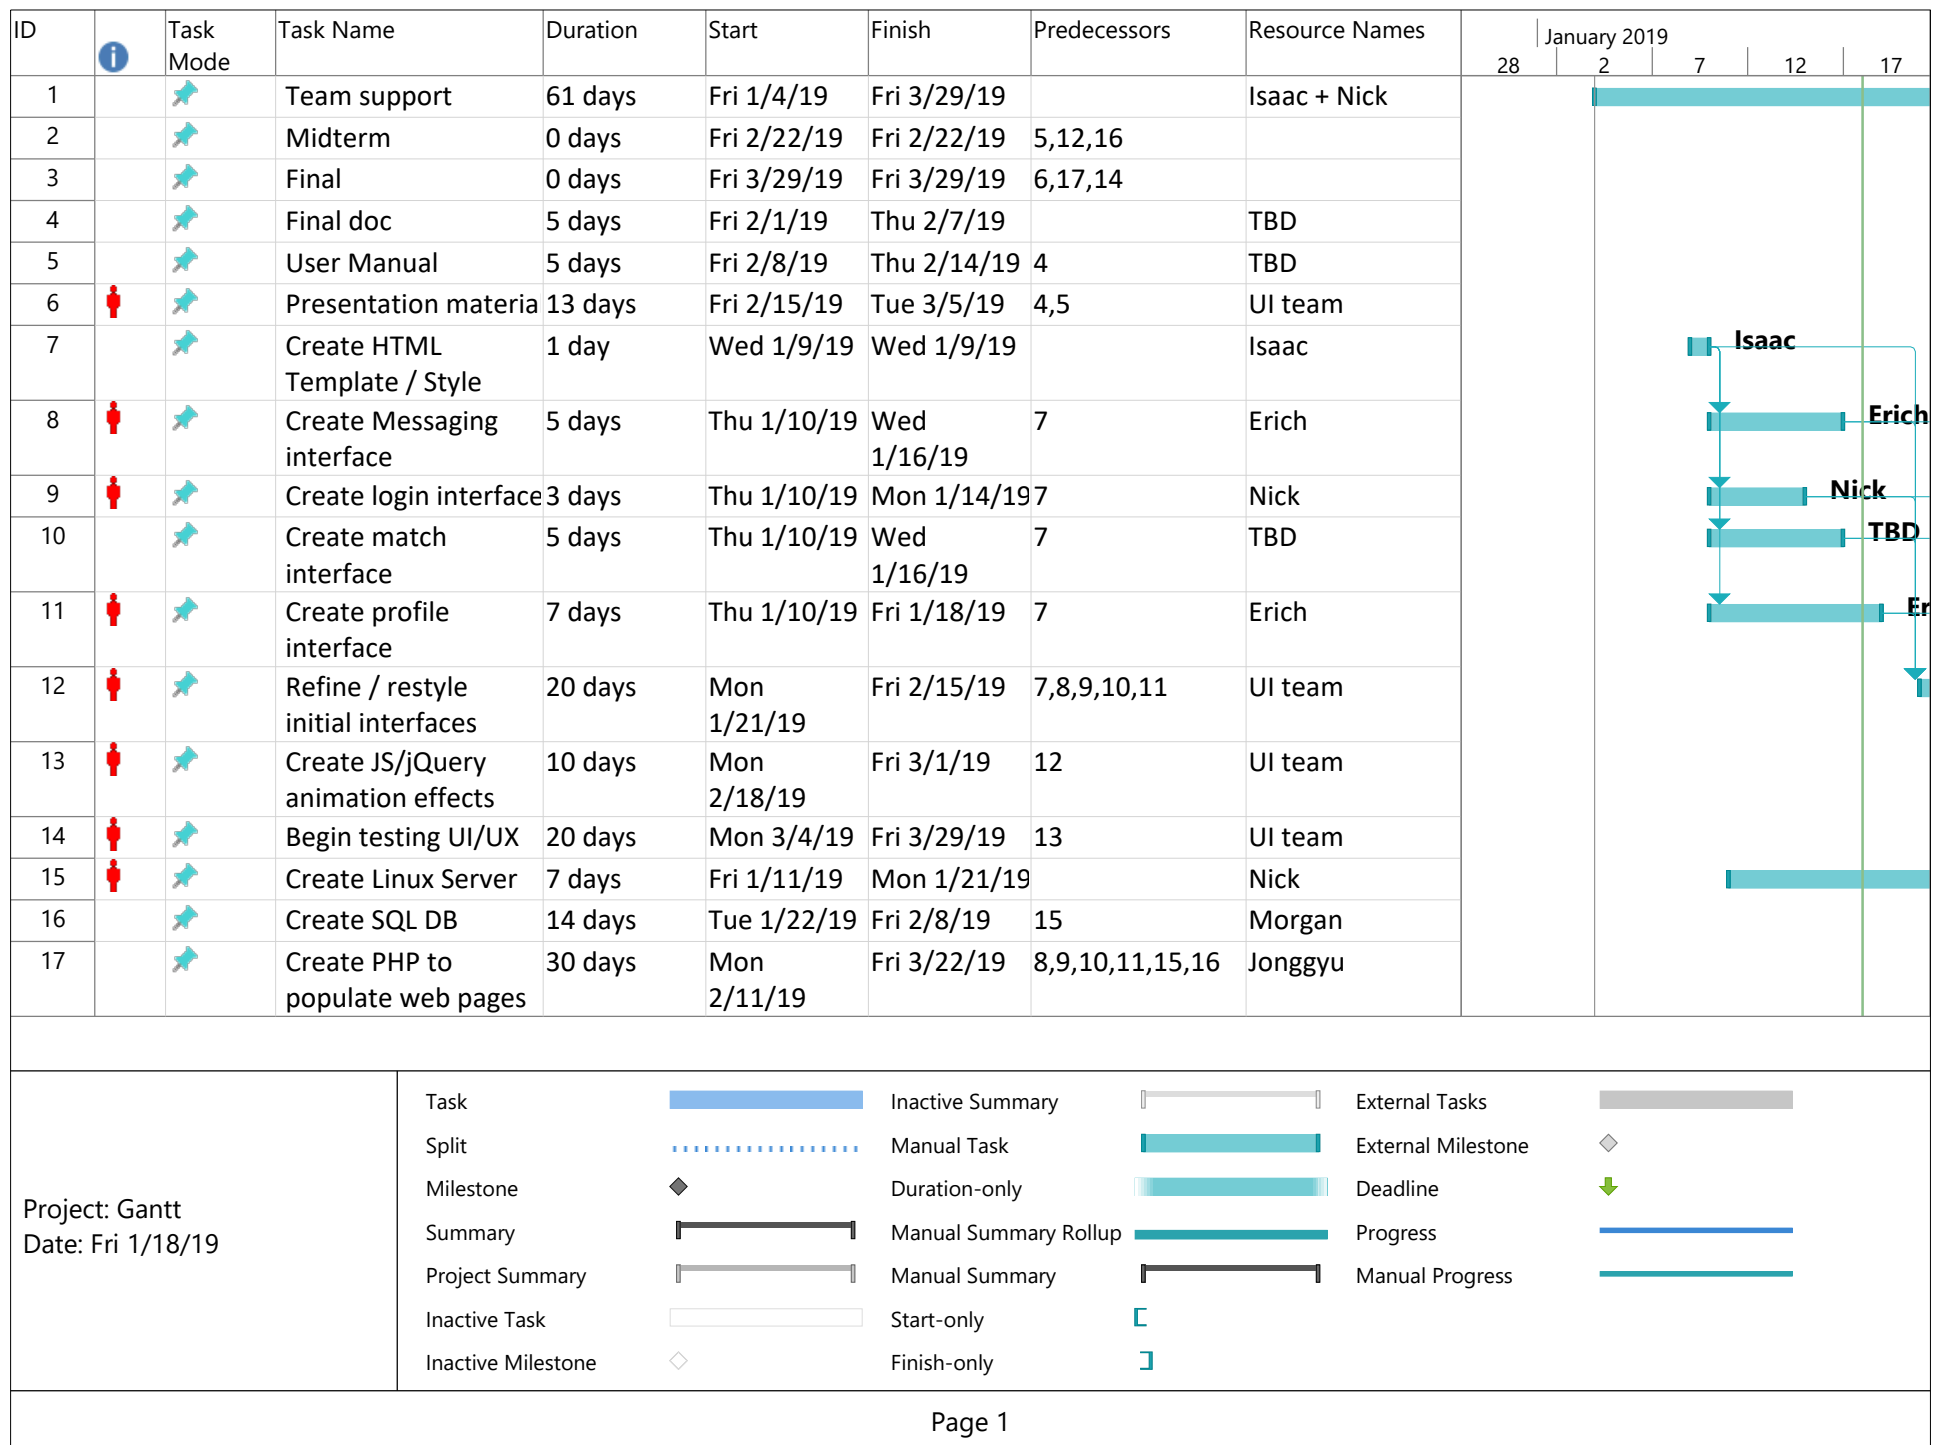 ID Task Mode Task Name Duration Start Finish Predecessors Resource Names
January 2019
28 2 7 12 17
1 Team support 61 days Fri 1/4/19 Fri 3/29/19 Isaac + Nick
2 Midterm 0 days Fri 2/22/19 Fri 2/22/19 5,12,16
3 Final 0 days Fri 3/29/19 Fri 3/29/19 6,17,14
4 Final doc 5 days Fri 2/1/19 Thu 2/7/19 TBD
5 User Manual 5 days Fri 2/8/19 Thu 2/14/19 4 TBD
6 Presentation materia 13 days Fri 2/15/19 Tue 3/5/19 4,5 UI team
7 Create HTML 1 day Wed 1/9/19 Wed 1/9/19 Isaac Isaac
Template / Style
8 Create Messaging 5 days Thu 1/10/19 Wed 7 Erich Erich
interface 1/16/19
9 Create login interface 3 days Thu 1/10/19 Mon 1/14/19 7 Nick Nick
10 Create match 5 days Thu 1/10/19 Wed 7 TBD TBD
interface 1/16/19
11 Create profile 7 days Thu 1/10/19 Fri 1/18/19 7 Erich Er
interface
12 Refine / restyle 20 days Mon Fri 2/15/19 7,8,9,10,11 UI team
initial interfaces 1/21/19
13 Create JS/jQuery 10 days Mon Fri 3/1/19 12 UI team
animation effects 2/18/19
14 Begin testing UI/UX 20 days Mon 3/4/19 Fri 3/29/19 13 UI team
15 Create Linux Server 7 days Fri 1/11/19 Mon 1/21/19 Nick
16 Create SQL DB 14 days Tue 1/22/19 Fri 2/8/19 15 Morgan
17 Create PHP to 30 days Mon Fri 3/22/19 8,9,10,11,15,16 Jonggyu
populate web pages 2/11/19
Project: Gantt
Date: Fri 1/18/19
Task Inactive Summary External Tasks
Split Manual Task External Milestone
Milestone Duration-only Deadline
Summary Manual Summary Rollup Progress
Project Summary Manual Summary Manual Progress
Inactive Task Start-only
Inactive Milestone Finish-only
Page 1